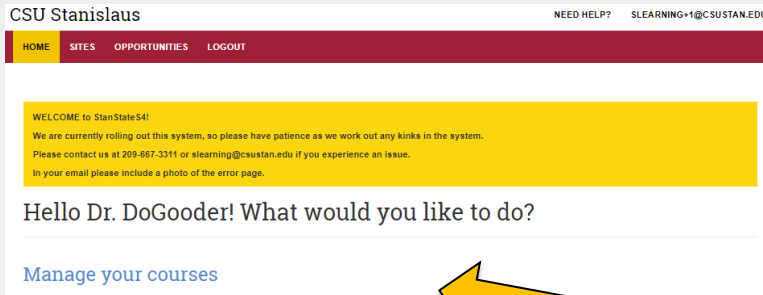 CSU Stanislaus
NEED HELP? SLEARNING+1@CSUSTAN.EDU
HOME SITES OPPORTUNITIES LOGOUT
WELCOME to StanStateS4!
We are currently rolling out this system, so please have patience as we work out any kinks in the system.
Please contact us at 209-667-3311 or slearning@csustan.edu if you experience an issue.
In your email please include a photo of the error page.
Hello Dr. DoGooder! What would you like to do?
Manage your courses